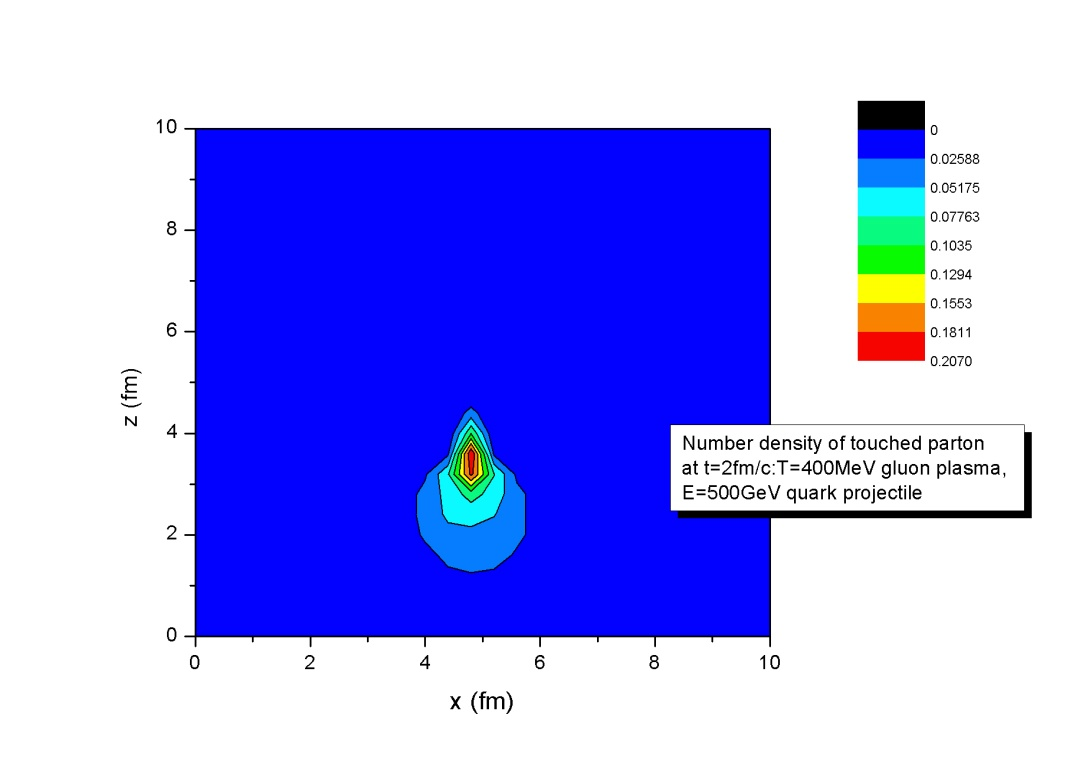 10
8
6
4
2
0
z (fm)
0 2 4 6 8 10
x (fm)
0
0.02588
0.05175
0.07763
0.1035
0.1294
0.1553
0.1811
0.2070
Number density of touched parton
at t=2fm/c:T=400MeV gluon plasma,
E=500GeV quark projectile